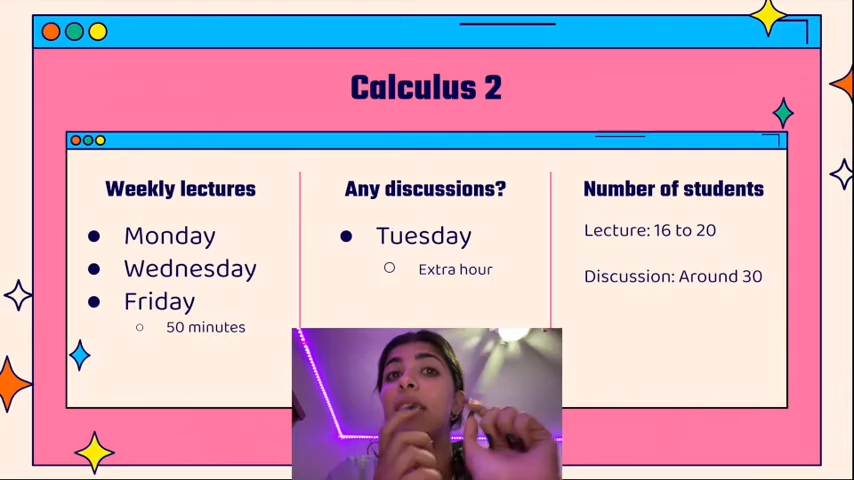 Calculus 2
Weekly lectures
Monday
Wednesday
Friday
50 minutes
Any discussions?
Tuesday
Extra hour
Number of students
Lecture: 16 to 20
Discussion: Around 30